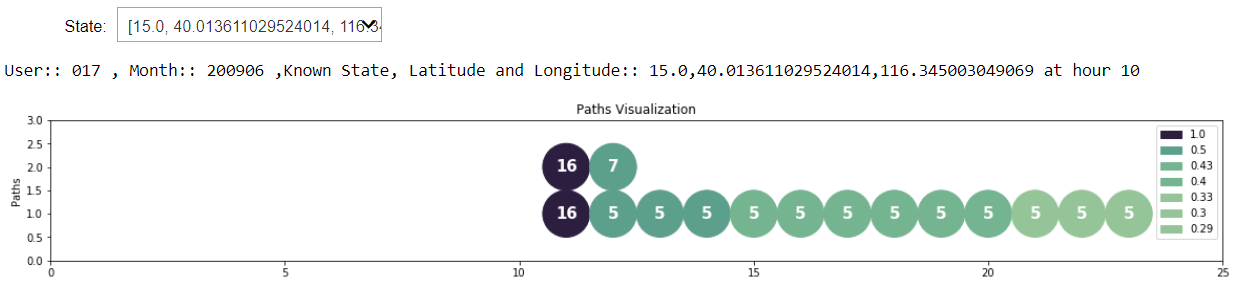 State: [15.0, 40.013611029524014, 116.34
User:: 017 , Month:: 200906 ,Known State, Latitude and Longitude:: 15.0,40.013611029524014,116.345003049069 at hour 10
Paths Visualization
3.0
2.5
2.0
1.5
1.0
0.5
0.0
Paths
16 7
16 5 5 5 5 5 5 5 5 5 5 5 5
1.0
0.5
0.43
0.4
0.33
0.3
0.29
0 5 10 15 20 25